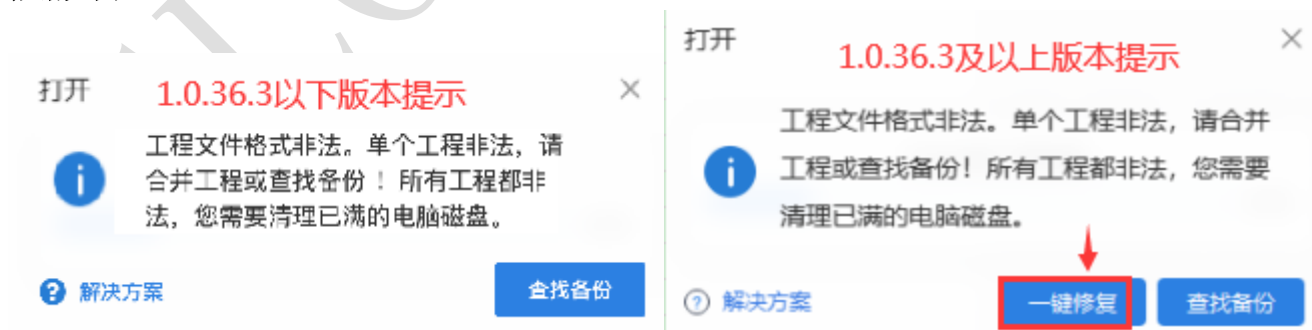 打开
1.0.36.3以下版本提示
工程文件格式非法。单个工程非法，请
合并工程或查找备份！所有工程都非
法，您需要清理已满的电脑磁盘。
解决方案
查找备份
打开
1.0.36.3及以上版本提示
工程文件格式非法。单个工程非法，请合并
工程或查找备份！所有工程都非法，您需要
清理已满的电脑磁盘。
解决方案
一键修复
查找备份